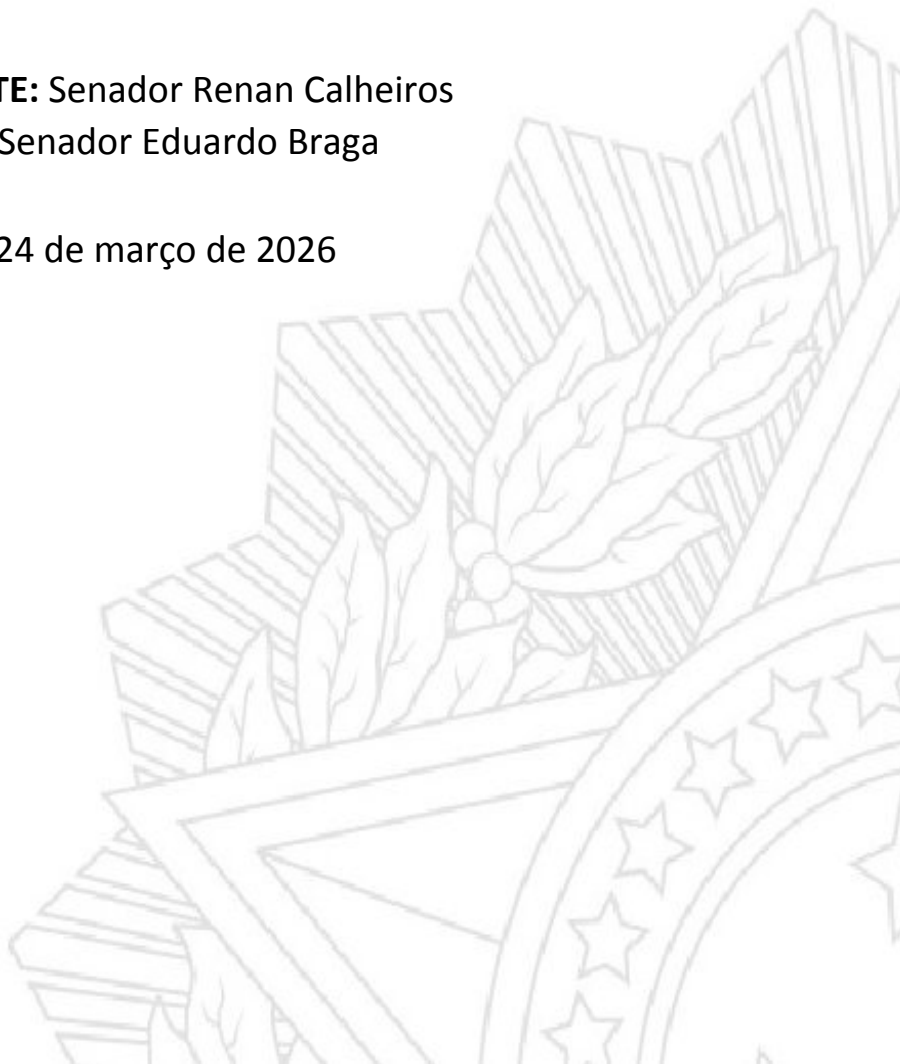 TE: Senador Renan Calheiros
Senador Eduardo Braga
24 de março de 2026